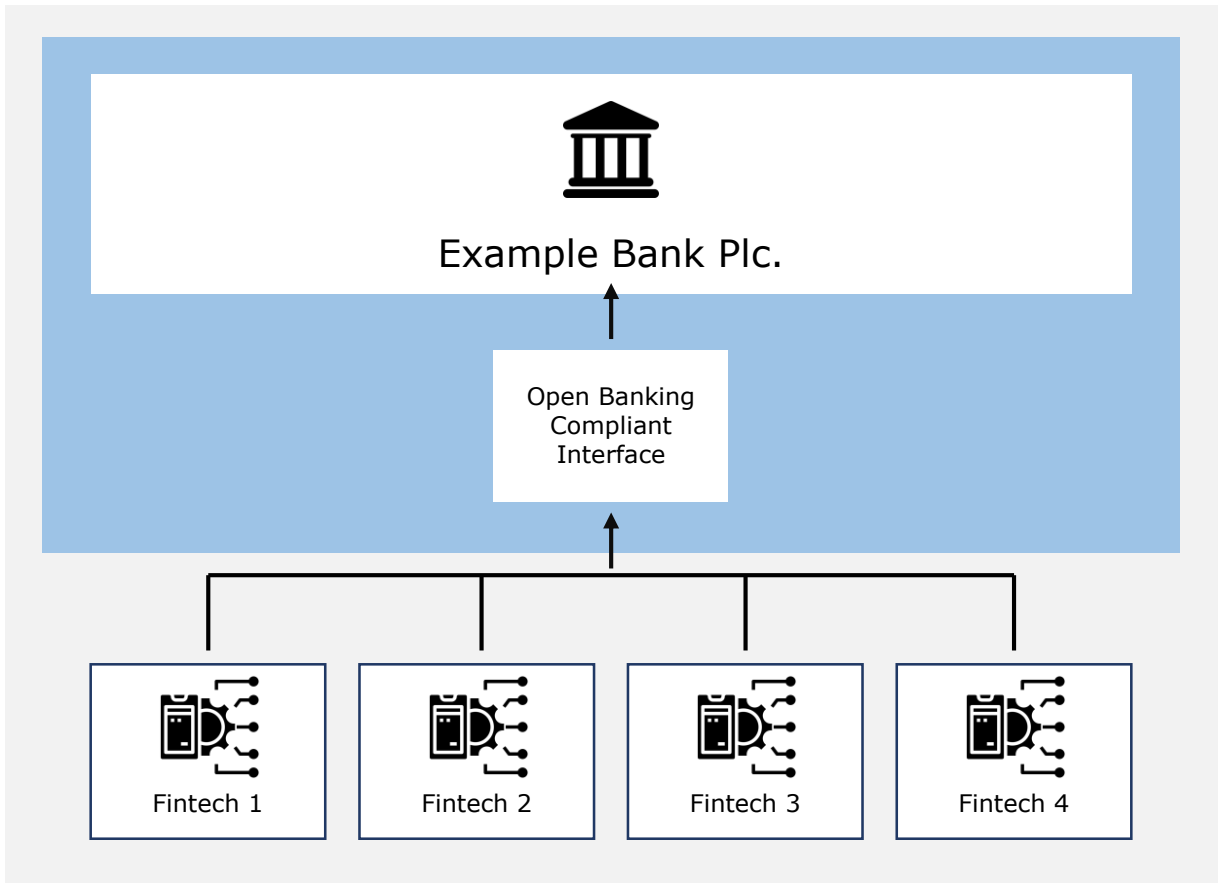 Example Bank Plc.
Open Banking
Compliant
Interface
Fintech 1
Fintech 2
Fintech 3
Fintech 4